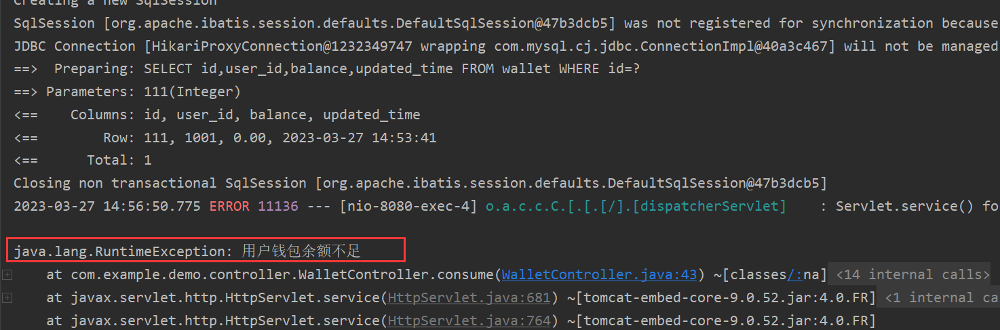 Creating a new SqlSession
SqlSession [org.apache.ibatis.session.defaults.DefaultSqlSession@47b3dcb5] was not registered for synchronization because
JDBC Connection [HikariProxyConnection@1232349747 wrapping com.mysql.cj.jdbc.ConnectionImpl@40a3c467] will not be managed
==>  Preparing: SELECT id,user_id,balance,updated_time FROM wallet WHERE id=?
==> Parameters: 111(Integer)
<==    Columns: id, user_id, balance, updated_time
<==        Row: 111, 1001, 0.00, 2023-03-27 14:53:41
<==      Total: 1
Closing non transactional SqlSession [org.apache.ibatis.session.defaults.DefaultSqlSession@47b3dcb5]
2023-03-27 14:56:50.775 ERROR 11136 --- [nio-8080-exec-4] o.a.c.c.C.[.[.[/].[dispatcherServlet]    : Servlet.service() fo
java.lang.RuntimeException: 用户钱包余额不足
at com.example.demo.controller.WalletController.consume(WalletController.java:43) ~[classes/:na] <14 internal calls>
at javax.servlet.http.HttpServlet.service(HttpServlet.java:681) ~[tomcat-embed-core-9.0.52.jar:4.0.FR] <1 internal ca
at javax.servlet.http.HttpServlet.service(HttpServlet.java:764) ~[tomcat-embed-core-9.0.52.jar:4.0.FR]